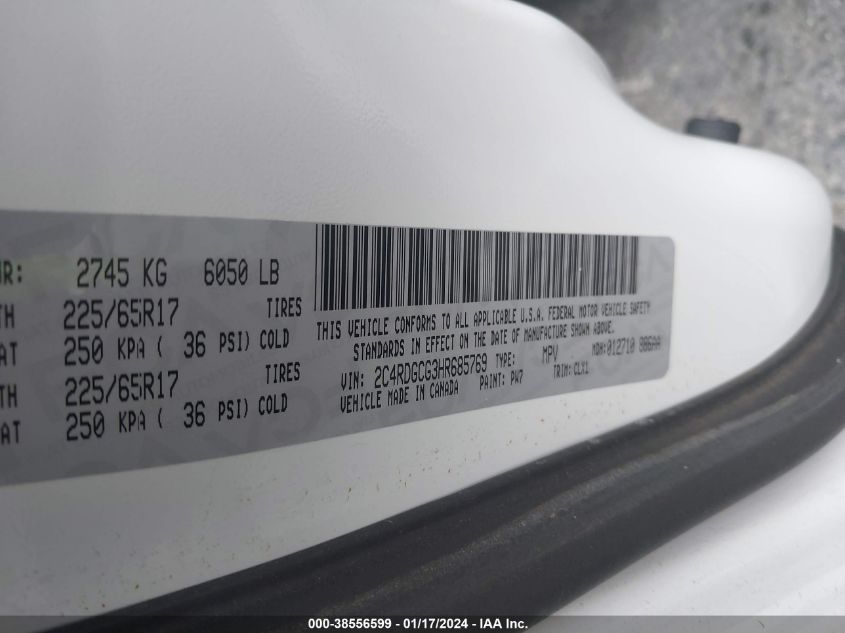 WR: 2745 KG 6050 LB
TH 225/65R17 TIRES
AT 250 KPA ( 36 PSI) COLD
TH 225/65R17 TIRES
AT 250 KPA ( 36 PSI) COLD
THIS VEHICLE CONFORMS TO ALL APPLICABLE U.S.A. FEDERAL MOTOR VEHICLE SAFETY
STANDARDS IN EFFECT ON THE DATE OF MANUFACTURE SHOWN ABOVE.
VIN: 2C4RDGCG3HR685769 TYPE: MPV MDH: 012710
VEHICLE MADE IN CANADA PAINT: PW7 TRIM: CLX1
000-38556599 - 01/17/2024 - IAA Inc.